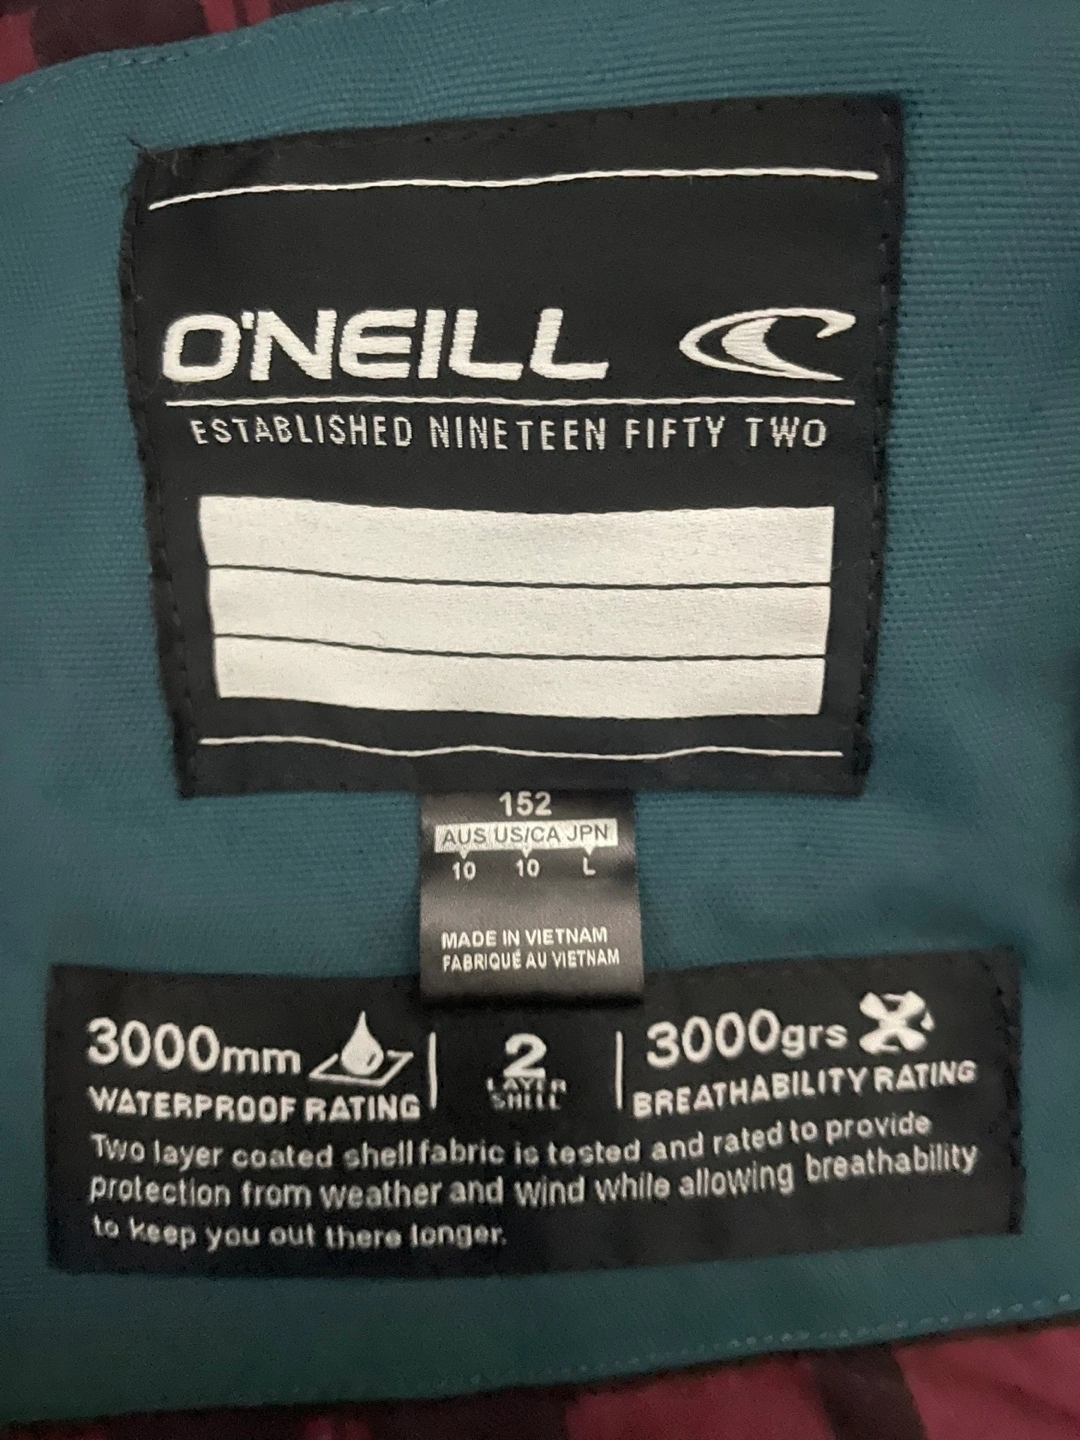 O'NEILL
ESTABLISHED NINETEEN FIFTY TWO
152
AUS US/CA JPN
10 10 L
MADE IN VIETNAM
FABRIQUÉ AU VIETNAM
3000mm
WATERPROOF RATING
2
LAYER
SHELL
3000grs
BREATHABILITY RATING
Two layer coated shell fabric is tested and rated to provide
protection from weather and wind while allowing breathability
to keep you out there longer.